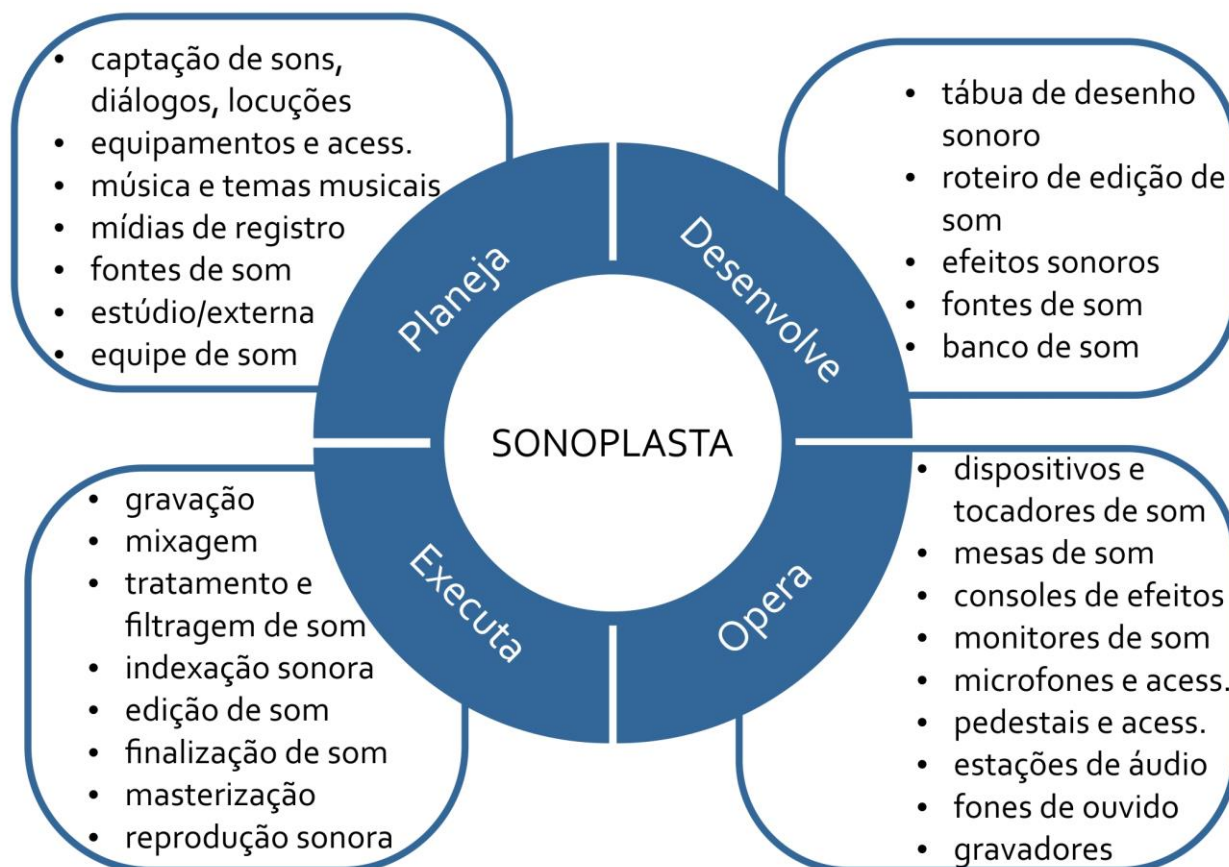 • captação de sons,
diálogos, locuções
• equipamentos e acess.
• música e temas musicais
• mídias de registro
• fontes de som
• estúdio/externa
• equipe de som
Planeja
• tábua de desenho
sonoro
• roteiro de edição de
som
• efeitos sonoros
• fontes de som
• banco de som
Desenvolve
SONOPLASTA
• gravação
• mixagem
• tratamento e
filtragem de som
• indexação sonora
• edição de som
• finalização de som
• masterização
• reprodução sonora
Executa
• dispositivos e
tocadores de som
• mesas de som
• consoles de efeitos
• monitores de som
• microfones e acess.
• pedestais e acess.
• estações de áudio
• fones de ouvido
• gravadores
Opera